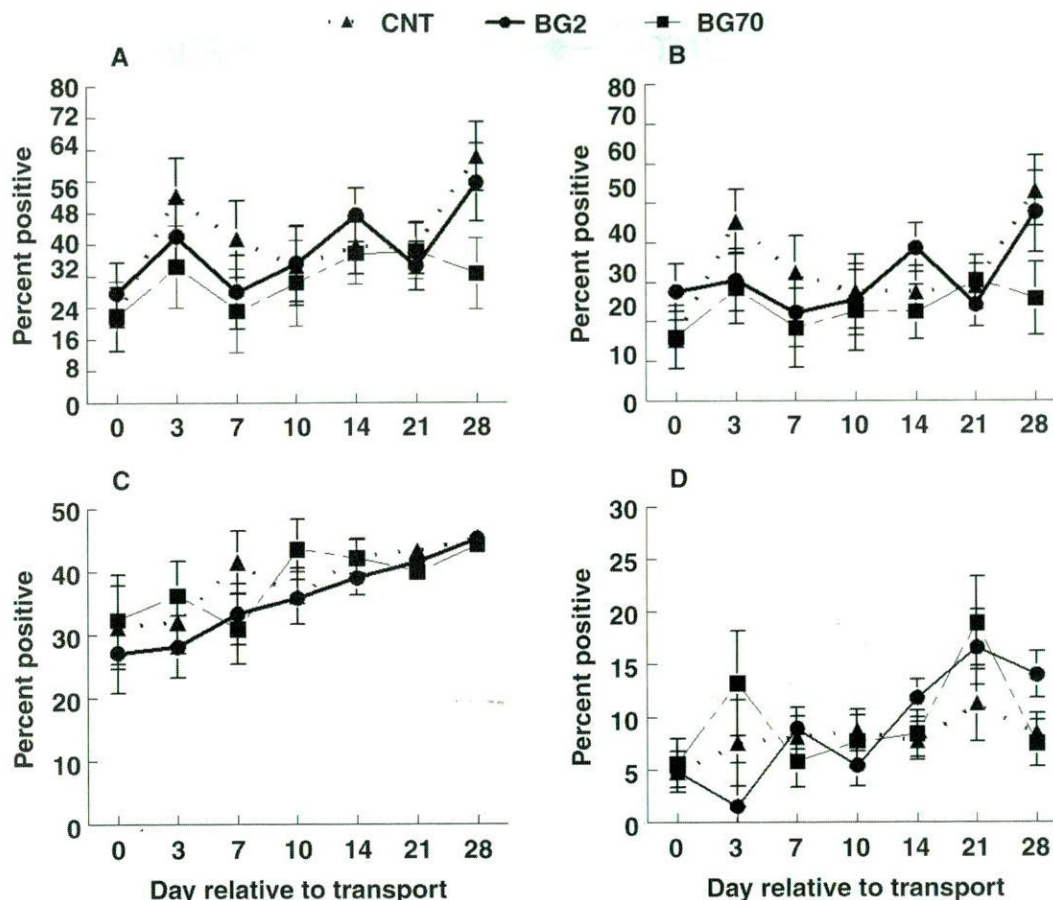 CNT BG2 BG70
A
Percent positive
80
72
64
56
48
40
32
24
16
8
0
0 3 7 10 14 21 28
B
Percent positive
80
70
60
50
40
30
20
10
0
0 3 7 10 14 21 28
C
Percent positive
50
40
30
20
10
0
0 3 7 10 14 21 28
Day relative to transport
D
Percent positive
30
25
20
15
10
5
0
0 3 7 10 14 21 28
Day relative to transport